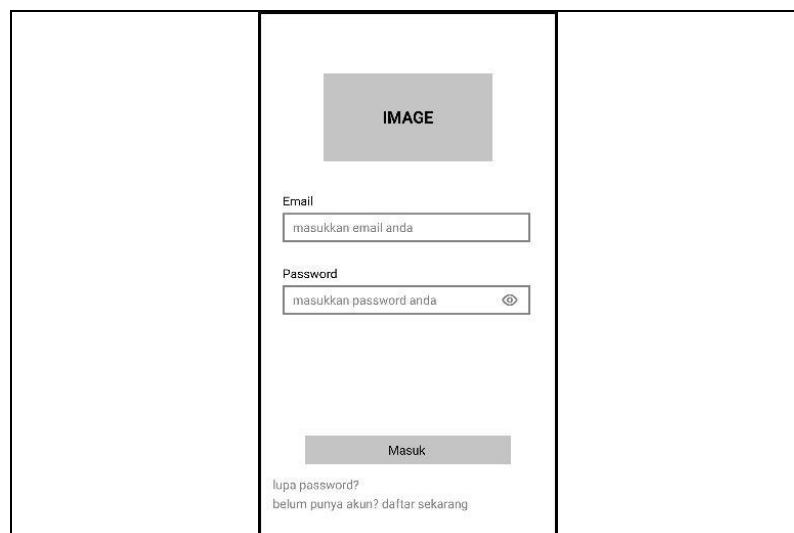 IMAGE
Email
masukkan email anda
Password
masukkan password anda
Masuk
lupa password?
belum punya akun? daftar sekarang